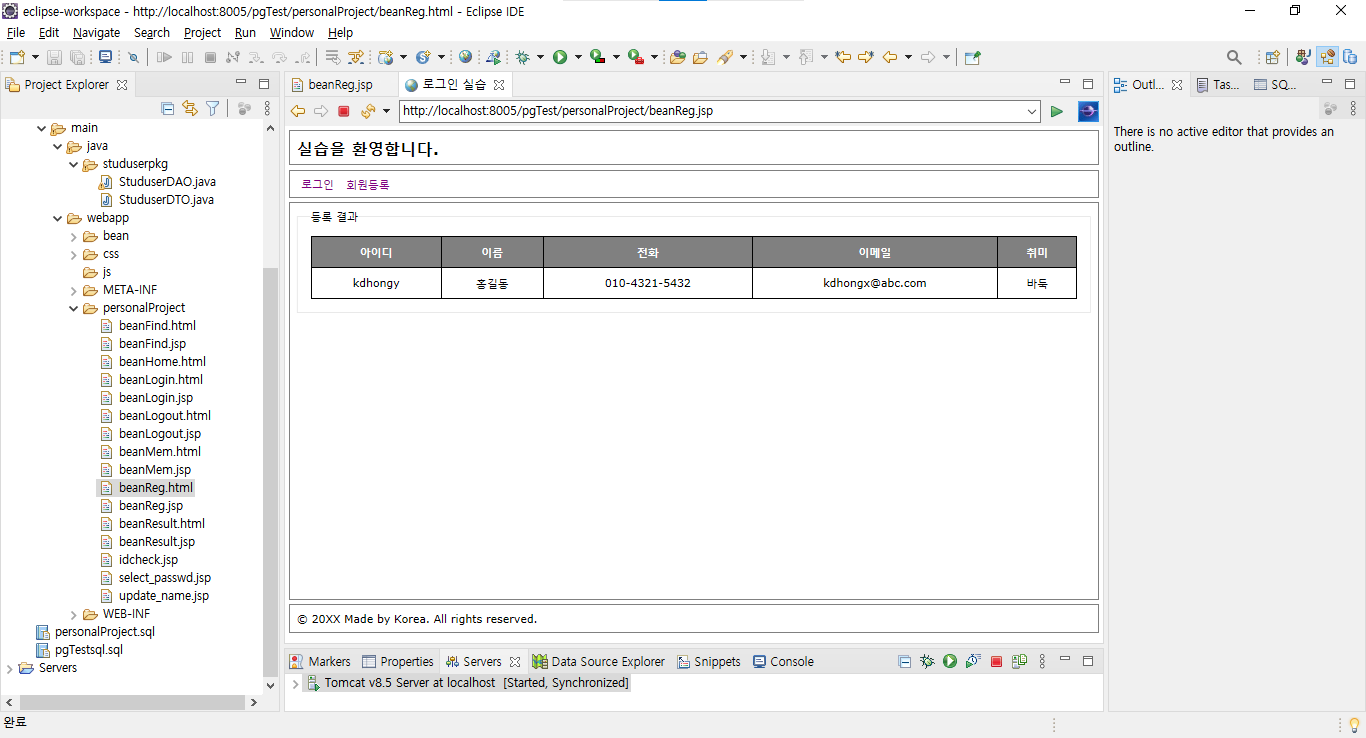 eclipse-workspace - http://localhost:8005/pgTest/personalProject/beanReg.html - Eclipse IDE
File Edit Navigate Search Project Run Window Help
Project Explorer
main
java
studuserpkg
StuduserDAO.java
StuduserDTO.java
webapp
bean
css
js
META-INF
personalProject
beanFind.html
beanFind.jsp
beanHome.html
beanLogin.html
beanLogin.jsp
beanLogout.html
beanLogout.jsp
beanMem.html
beanMem.jsp
beanReg.html
beanReg.jsp
beanResult.html
beanResult.jsp
idcheck.jsp
select_passwd.jsp
update_name.jsp
WEB-INF
personalProject.sql
pgTestsql.sql
Servers
beanReg.jsp 로그인 실습
http://localhost:8005/pgTest/personalProject/beanReg.jsp
실습을 환영합니다.
로그인 회원등록
등록 결과
아이디 이름 전화 이메일 취미
kdhongy 홍길동 010-4321-5432 kdhongx@abc.com 바둑
© 20XX Made by Korea. All rights reserved.
Markers Properties Servers Data Source Explorer Snippets Console
Tomcat v8.5 Server at localhost [Started, Synchronized]
Outl... Tas... SQ...
There is no active editor that provides an
outline.
완료